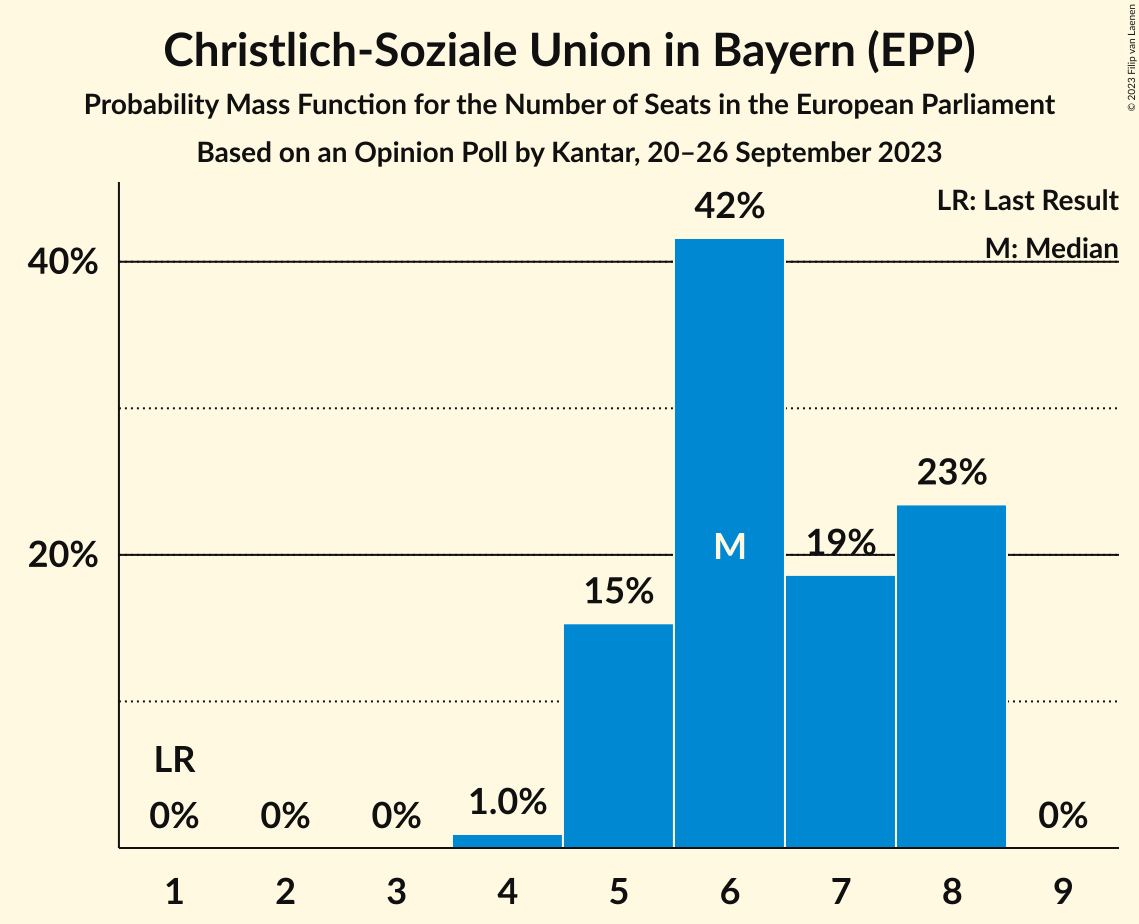 Christlich-Soziale Union in Bayern (EPP)
Probability Mass Function for the Number of Seats in the European Parliament
Based on an Opinion Poll by Kantar, 20–26 September 2023
© 2023 Filip van Laenen
LR: Last Result
M: Median
42%
40%
23%
20%
M
19%
15%
LR
0%
0%
0%
1.0%
0%
1
2
3
4
5
6
7
8
9